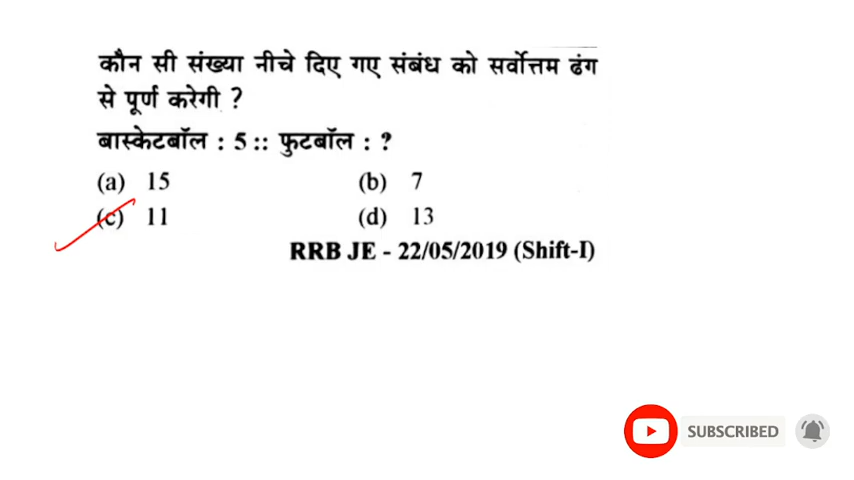 कौन सी संख्या नीचे दिए गए संबंध को सर्वोत्तम ढंग
से पूर्ण करेगी ?
बास्केटबॉल : 5 :: फुटबॉल : ?
(a) 15 (b) 7
(c) 11 (d) 13
RRB JE - 22/05/2019 (Shift-I)
SUBSCRIBED